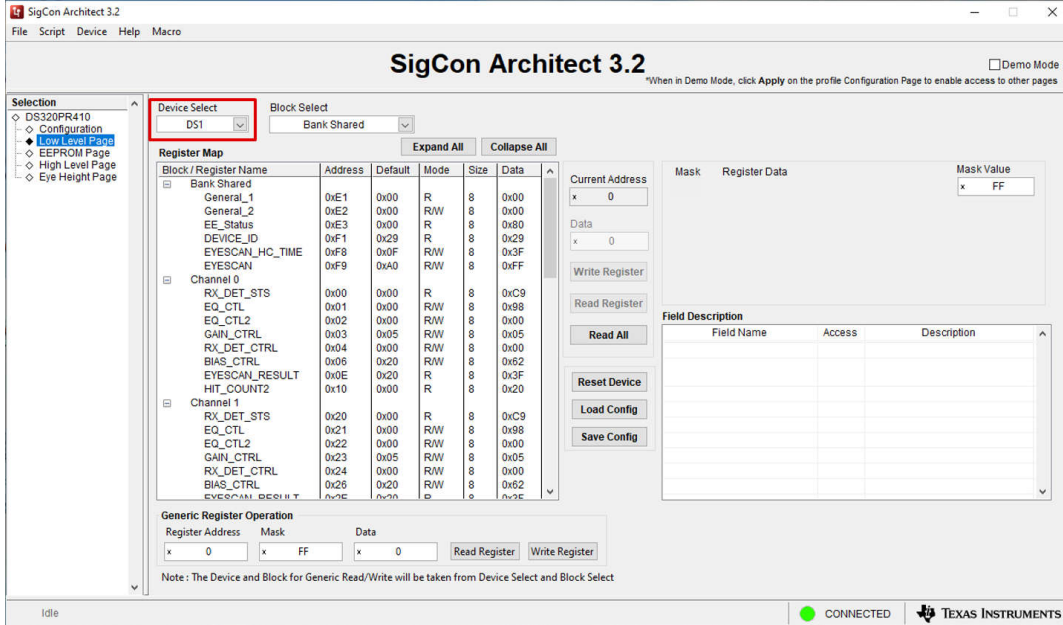 SigCon Architect 3.2
File Script Device Help Macro
SigCon Architect 3.2
Demo Mode
*When in Demo Mode, click Apply on the profile Configuration Page to enable access to other pages
Selection
DS320PR410
Configuration
Low Level Page
EEPROM Page
High Level Page
Eye Height Page
Device Select
DS1
Block Select
Bank Shared
Register Map
Expand All
Collapse All
Block / Register Name Address Default Mode Size Data
Bank Shared
General_1 0xE1 0x00 R 8 0x00
General_2 0xE2 0x00 R/W 8 0x00
EE_Status 0xE3 0x00 R 8 0x80
DEVICE_ID 0xF1 0x29 R 8 0x29
EYESCAN_HC_TIME 0xF8 0x0F R/W 8 0x3F
EYESCAN 0xF9 0xA0 R/W 8 0xFF
Channel 0
RX_DET_STS 0x00 0x00 R 8 0xC9
EQ_CTL 0x01 0x00 R/W 8 0x98
EQ_CTL2 0x02 0x00 R/W 8 0x00
GAIN_CTRL 0x03 0x05 R/W 8 0x05
RX_DET_CTRL 0x04 0x00 R/W 8 0x00
BIAS_CTRL 0x06 0x20 R/W 8 0x62
EYESCAN_RESULT 0x0E 0x20 R 8 0x3F
HIT_COUNT2 0x10 0x00 R 8 0x20
Channel 1
RX_DET_STS 0x20 0x00 R 8 0xC9
EQ_CTL 0x21 0x00 R/W 8 0x98
EQ_CTL2 0x22 0x00 R/W 8 0x00
GAIN_CTRL 0x23 0x05 R/W 8 0x05
RX_DET_CTRL 0x24 0x00 R/W 8 0x00
BIAS_CTRL 0x26 0x20 R/W 8 0x62
EYESCAN_RESULT 0x2E 0x20 R 8 0x3F
Current Address
x 0
Data
x 0
Write Register
Read Register
Read All
Reset Device
Load Config
Save Config
Mask Register Data
Mask Value
x FF
Field Description
Field Name Access Description
Generic Register Operation
Register Address Mask Data
x 0 x FF x 0 Read Register Write Register
Note : The Device and Block for Generic Read/Write will be taken from Device Select and Block Select
Idle
CONNECTED
TEXAS INSTRUMENTS